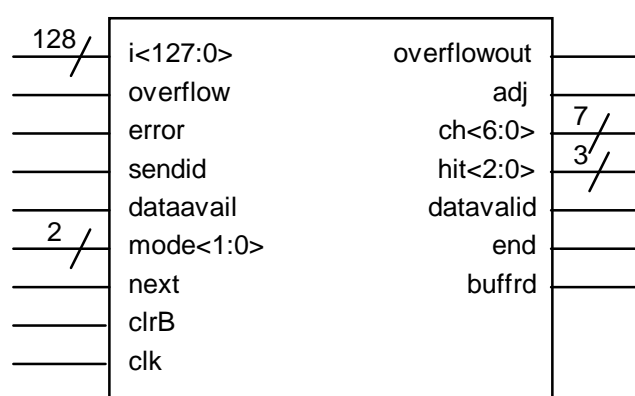 128 i<127:0> overflowout
overflow adj
error ch<6:0> 7
sendid hit<2:0> 3
dataavail datavalid
2 mode<1:0> end
next buffrd
clrB
clk